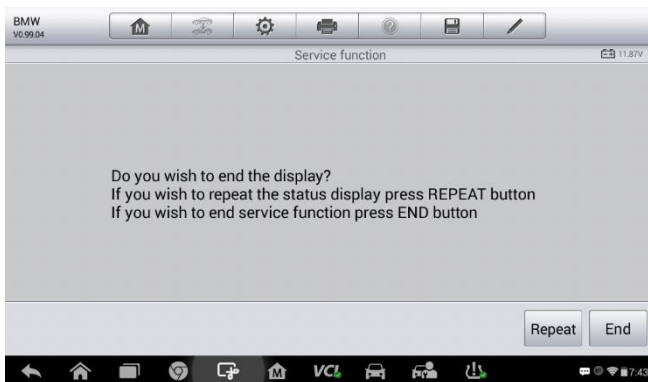 BMW
V0.99.04
M
Service function
11.87V
Do you wish to end the display?
If you wish to repeat the status display press REPEAT button
If you wish to end service function press END button
Repeat
End
M
VCI
7:43